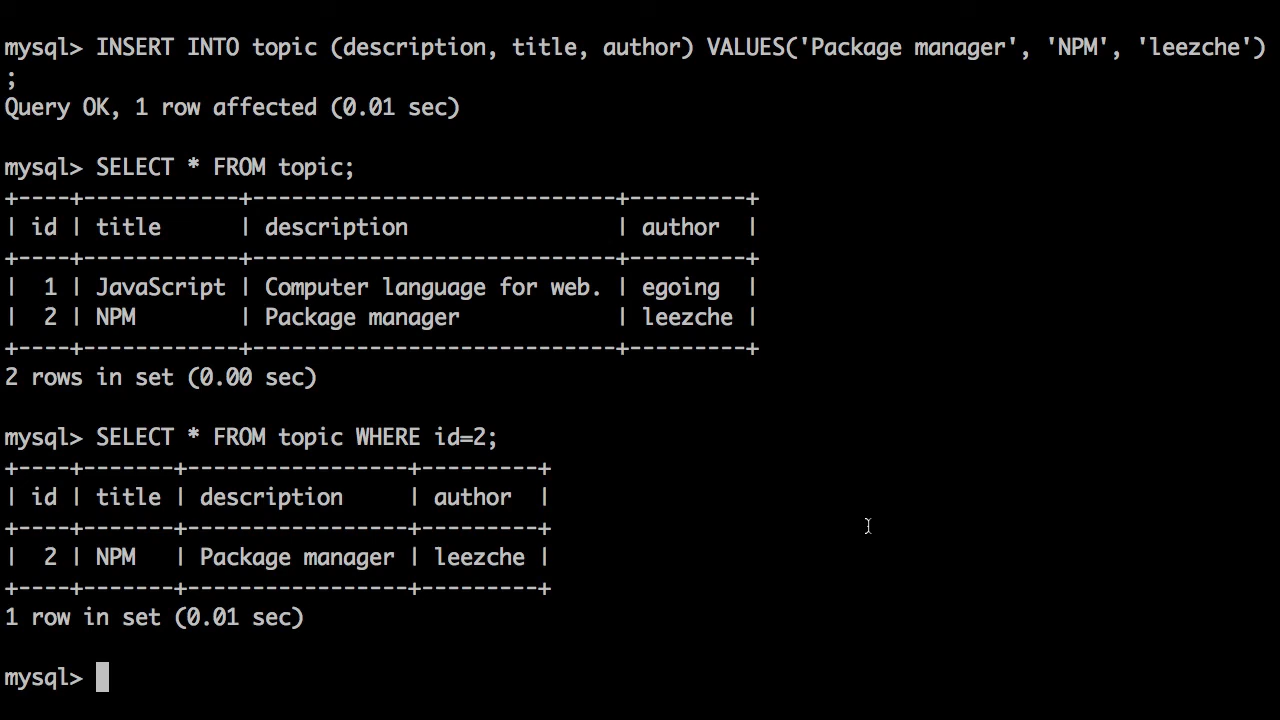 mysql> INSERT INTO topic (description, title, author) VALUES('Package manager', 'NPM', 'leezche')
;
Query OK, 1 row affected (0.01 sec)
mysql> SELECT * FROM topic;
+----+------------+----------------------------+---------+
| id | title      | description                | author  |
+----+------------+----------------------------+---------+
|  1 | JavaScript | Computer language for web. | egoing  |
|  2 | NPM        | Package manager            | leezche |
+----+------------+----------------------------+---------+
2 rows in set (0.00 sec)
mysql> SELECT * FROM topic WHERE id=2;
+----+-------+-----------------+---------+
| id | title | description     | author  |
+----+-------+-----------------+---------+
|  2 | NPM   | Package manager | leezche |
+----+-------+-----------------+---------+
1 row in set (0.01 sec)
mysql>